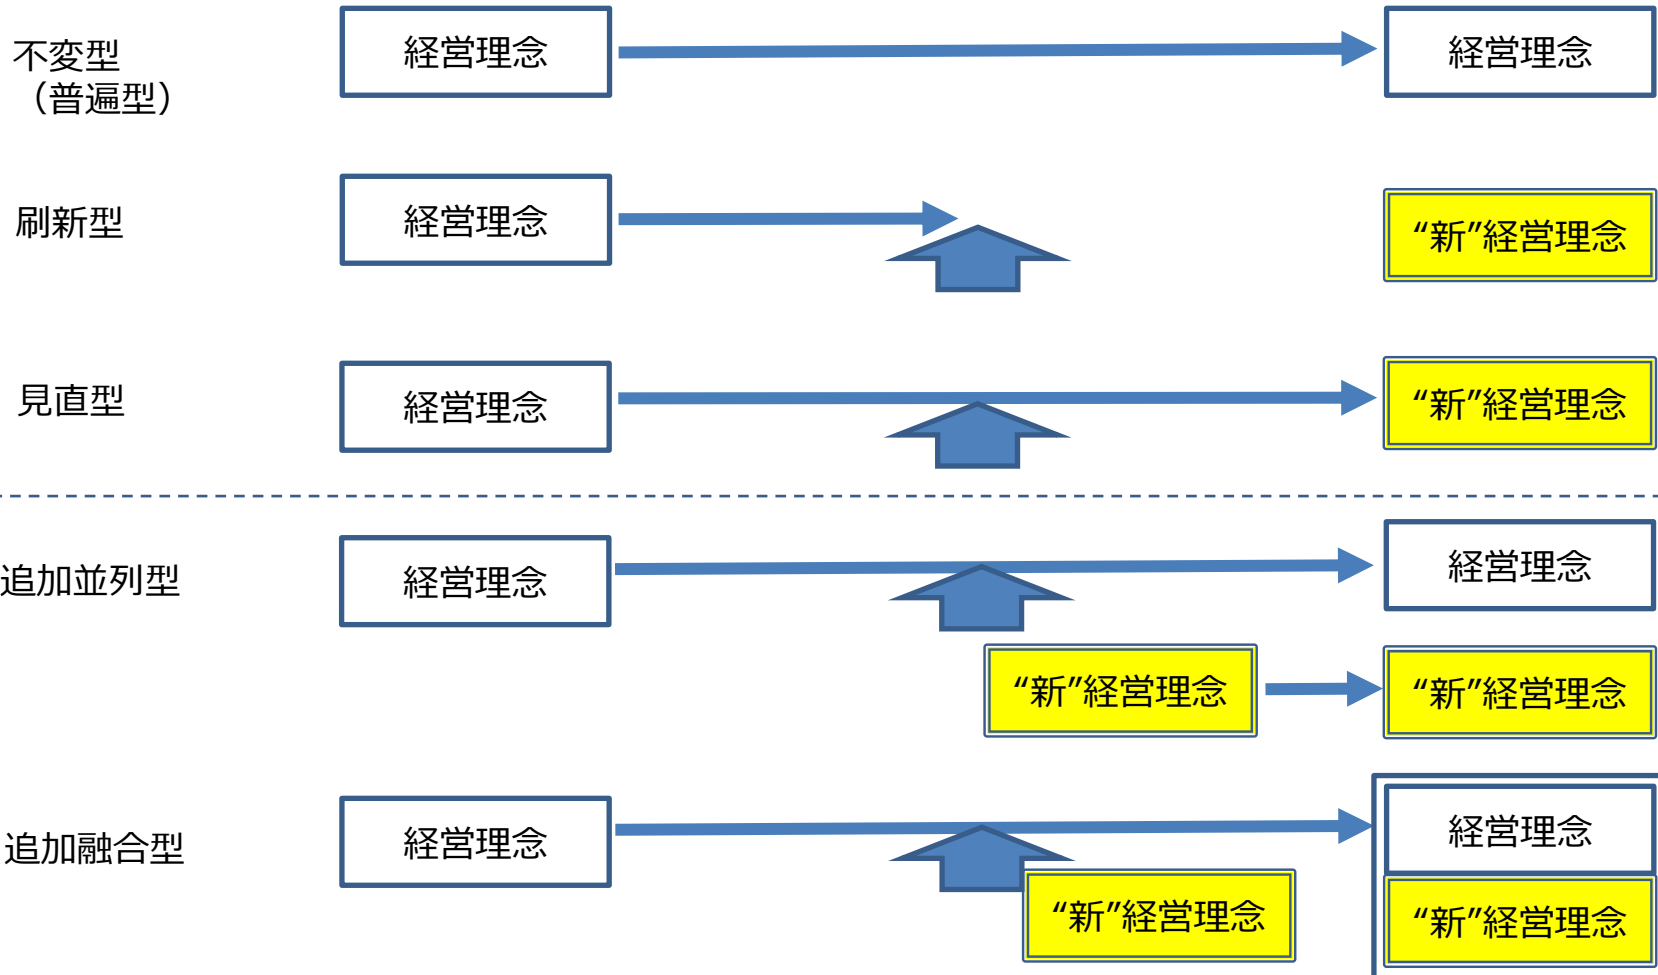 不変型
（普遍型）
経営理念
経営理念
刷新型
経営理念
“新”経営理念
見直型
経営理念
“新”経営理念
追加並列型
経営理念
経営理念
“新”経営理念
“新”経営理念
追加融合型
経営理念
経営理念
“新”経営理念
“新”経営理念